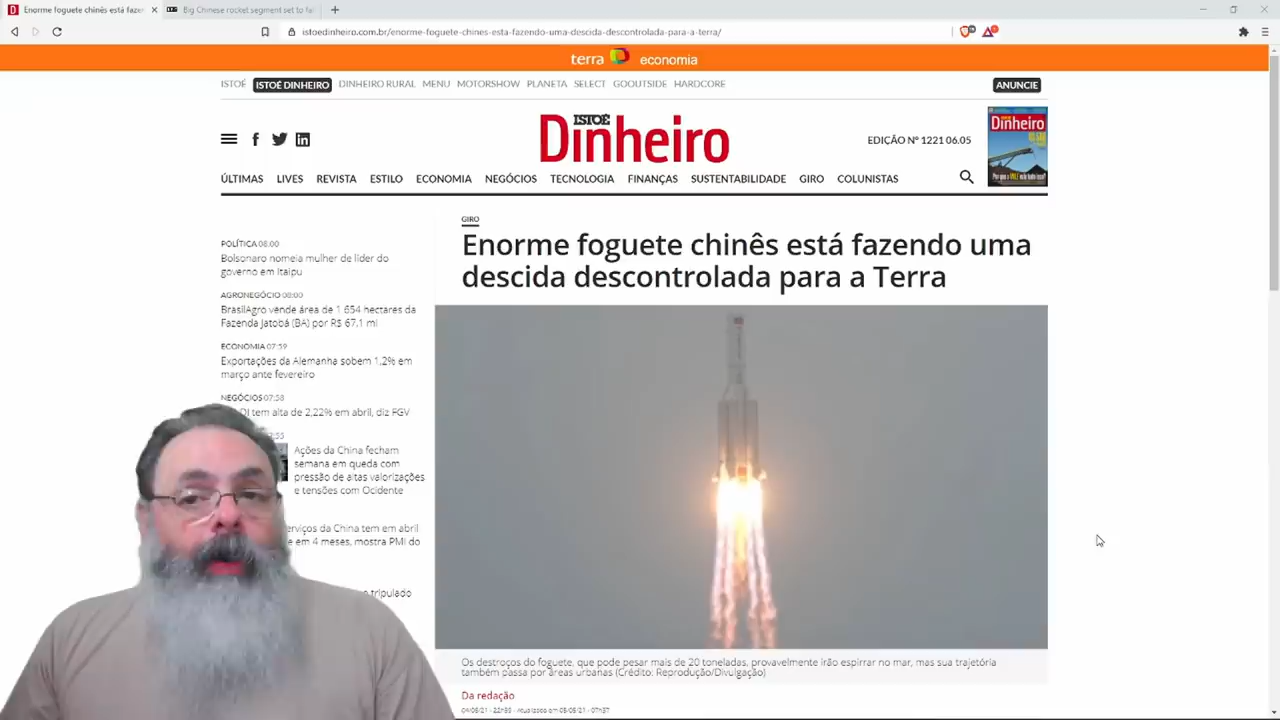 Enorme foguete chinês está faze
Big Chinese rocket segment set to fa
istoedinheiro.com.br/enorme-foguete-chines-esta-fazendo-uma-descida-descontrolada-para-a-terra/
terra economia
ISTOÉ ISTOÉ DINHEIRO DINHEIRO RURAL MENU MOTORSHOW PLANETA SELECT GOOUTSIDE HARDCORE ANUNCIE
ISTOÉ
Dinheiro
EDIÇÃO Nº 1221 06.05
Dinheiro
ÚLTIMAS LIVES REVISTA ESTILO ECONOMIA NEGÓCIOS TECNOLOGIA FINANÇAS SUSTENTABILIDADE GIRO COLUNISTAS
POLÍTICA 08:00
Bolsonaro nomeia mulher de líder do
governo em Itaipu
AGRONEGÓCIO 08:00
BrasilAgro vende área de 1 654 hectares da
Fazenda Jatobá (BA) por R$ 67,1 mi
ECONOMIA 07:59
Exportações da Alemanha sobem 1,2% em
março ante fevereiro
NEGÓCIOS 07:58
DI tem alta de 2,22% em abril, diz FGV
Ações da China fecham
semana em queda com
pressão de altas valorizações
e tensões com Ocidente
erviços da China tem em abril
e em 4 meses, mostra PMI do
tripulado
GIRO
Enorme foguete chinês está fazendo uma
descida descontrolada para a Terra
Os destroços do foguete, que pode pesar mais de 20 toneladas, provavelmente irão espirrar no mar, mas sua trajetória
também passa por áreas urbanas (Crédito: Reprodução/Divulgação)
Da redação